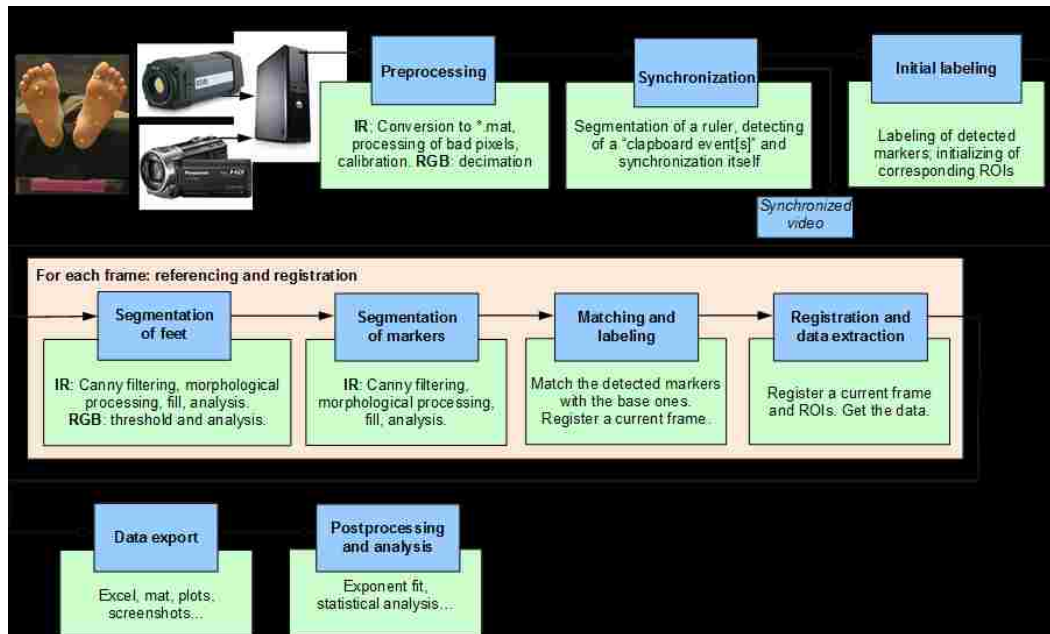 Preprocessing
IR: Conversion to *.mat,
processing of bad pixels,
calibration. RGB: decimation
Synchronization
Segmentation of a ruler, detecting
of a "clapboard event[s]" and
synchronization itself
Synchronized
video
Initial labeling
Labeling of detected
markers; initializing of
corresponding ROIs
For each frame: referencing and registration
Segmentation
of feet
IR: Canny filtering, morphological
processing, fill, analysis.
RGB: threshold and analysis.
Segmentation
of markers
IR: Canny filtering,
morphological processing,
fill, analysis.
Matching and
labeling
Match the detected markers
with the base ones.
Register a current frame.
Registration and
data extraction
Register a current frame
and ROIs. Get the data.
Data export
Excel, mat, plots,
screenshots...
Postprocessing
and analysis
Exponent fit,
statistical analysis...